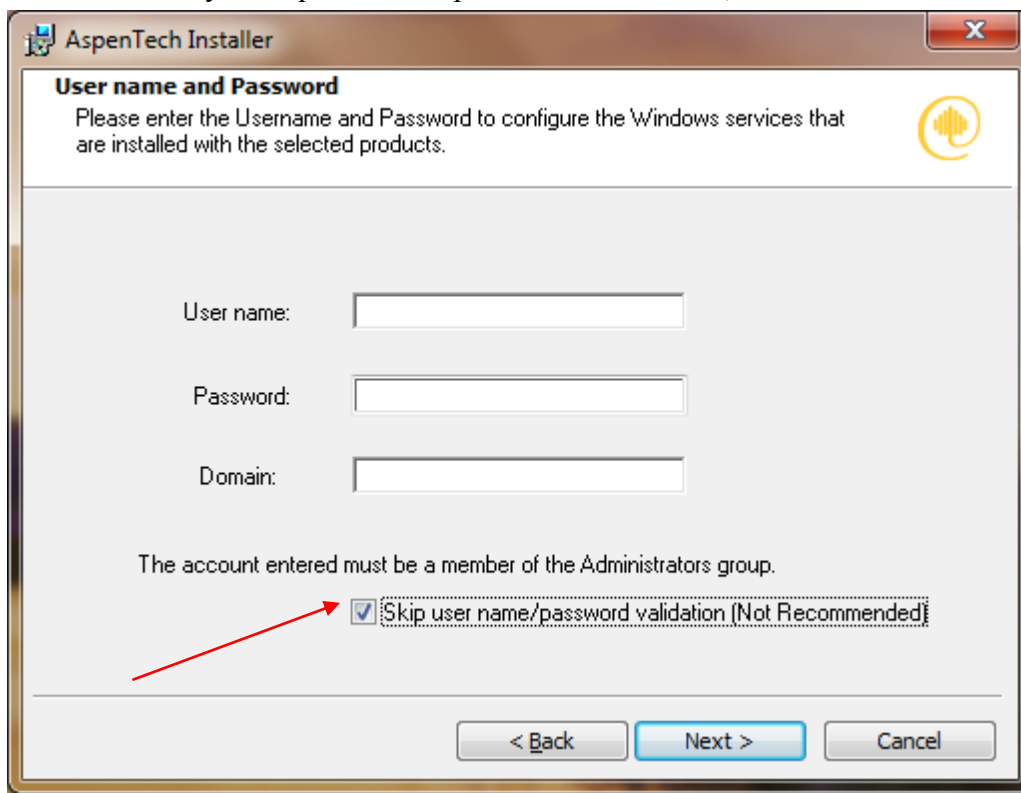 AspenTech Installer
User name and Password
Please enter the Username and Password to configure the Windows services that
are installed with the selected products.
User name:
Password:
Domain:
The account entered must be a member of the Administrators group.
Skip user name/password validation (Not Recommended)
< Back
Next >
Cancel